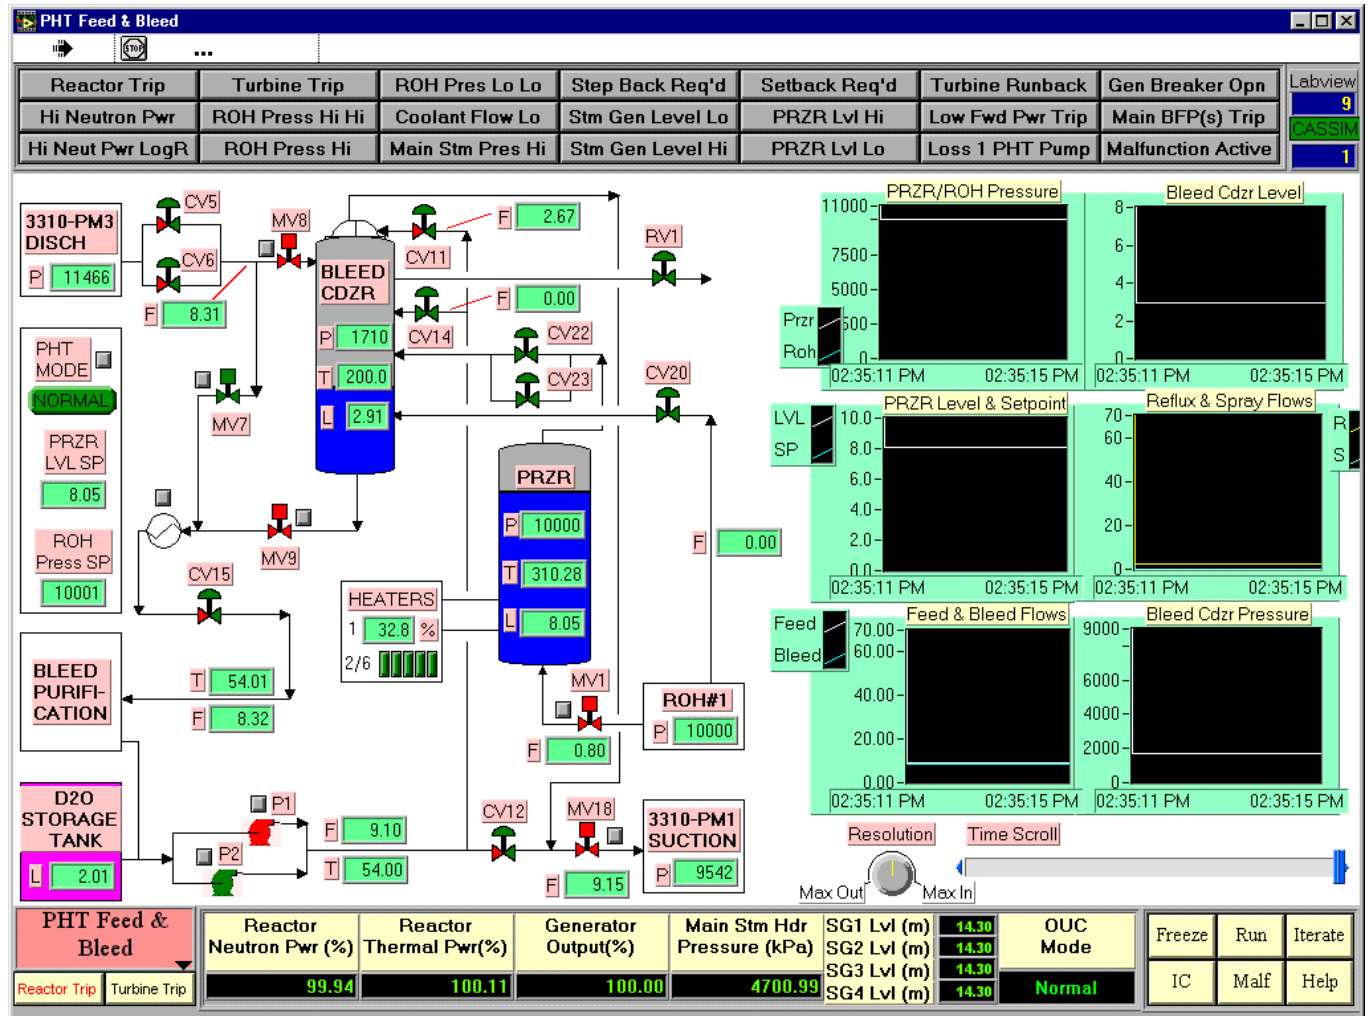 PHT Feed & Bleed
STOP
...
Reactor Trip Turbine Trip ROH Pres Lo Lo Step Back Req'd Setback Req'd Turbine Runback Gen Breaker Opn
Hi Neutron Pwr ROH Press Hi Hi Coolant Flow Lo Stm Gen Level Lo PRZR Lvl Hi Low Fwd Pwr Trip Main BFP(s) Trip
Hi Neut Pwr LogR ROH Press Hi Main Stm Pres Hi Stm Gen Level Hi PRZR Lvl Lo Loss 1 PHT Pump Malfunction Active
Labview
9
CASSIM
1
3310-PM3
DISCH
P 11466
CV5
CV6
F 8.31
MV8
BLEED
CDZR
P 1710
T 200.0
L 2.91
CV11
F 2.67
CV14
F 0.00
RV1
CV22
CV23
CV20
PHT
MODE
NORMAL
PRZR
LVL SP
8.05
ROH
Press SP
10001
MV7
MV9
CV15
HEATERS
1 32.8 %
2/6
PRZR
P 10000
T 310.28
L 8.05
F 0.00
MV1
F 0.80
ROH#1
P 10000
BLEED
PURIFI-
CATION
T 54.01
F 8.32
D2O
STORAGE
TANK
L 2.01
P1
P2
F 9.10
T 54.00
CV12
MV18
F 9.15
3310-PM1
SUCTION
P 9542
PRZR/ROH Pressure
11000
7500
5000
500
0
Przr
Roh
02:35:11 PM 02:35:15 PM
Bleed Cdzr Level
8
6
4
2
0
02:35:11 PM 02:35:15 PM
PRZR Level & Setpoint
LVL
SP
10.0
8.0
6.0
4.0
2.0
0.0
02:35:11 PM 02:35:15 PM
Reflux & Spray Flows
70
60
40
20
0
R
S
02:35:11 PM 02:35:15 PM
Feed & Bleed Flows
Feed
Bleed
70.00
60.00
40.00
20.00
0.00
02:35:11 PM 02:35:15 PM
Bleed Cdzr Pressure
9000
6000
4000
2000
0
02:35:11 PM 02:35:15 PM
Resolution
Max Out Max In
Time Scroll
PHT Feed &
Bleed
Reactor Trip Turbine Trip
Reactor
Neutron Pwr (%)
99.94
Reactor
Thermal Pwr(%)
100.11
Generator
Output(%)
100.00
Main Stm Hdr
Pressure (kPa)
4700.99
SG1 Lvl (m) 14.30
SG2 Lvl (m) 14.30
SG3 Lvl (m) 14.30
SG4 Lvl (m) 14.30
OUC
Mode
Normal
Freeze Run Iterate
IC Malf Help